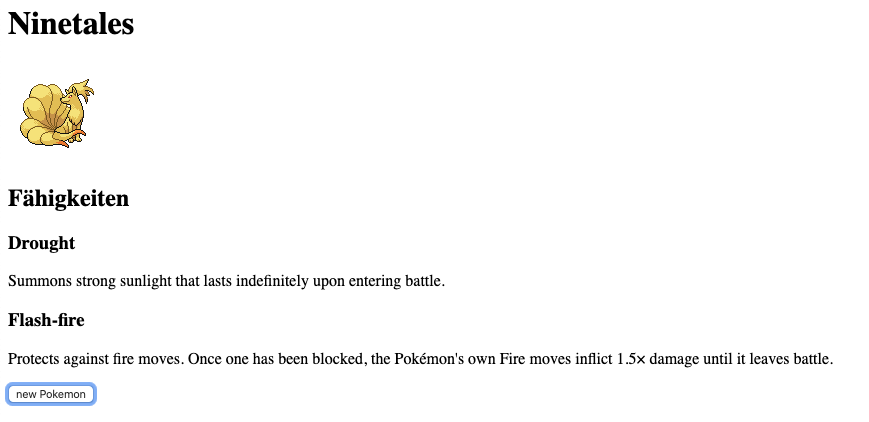 Ninetales
Fähigkeiten
Drought
Summons strong sunlight that lasts indefinitely upon entering battle.
Flash-fire
Protects against fire moves. Once one has been blocked, the Pokémon's own Fire moves inflict 1.5× damage until it leaves battle.
new Pokemon